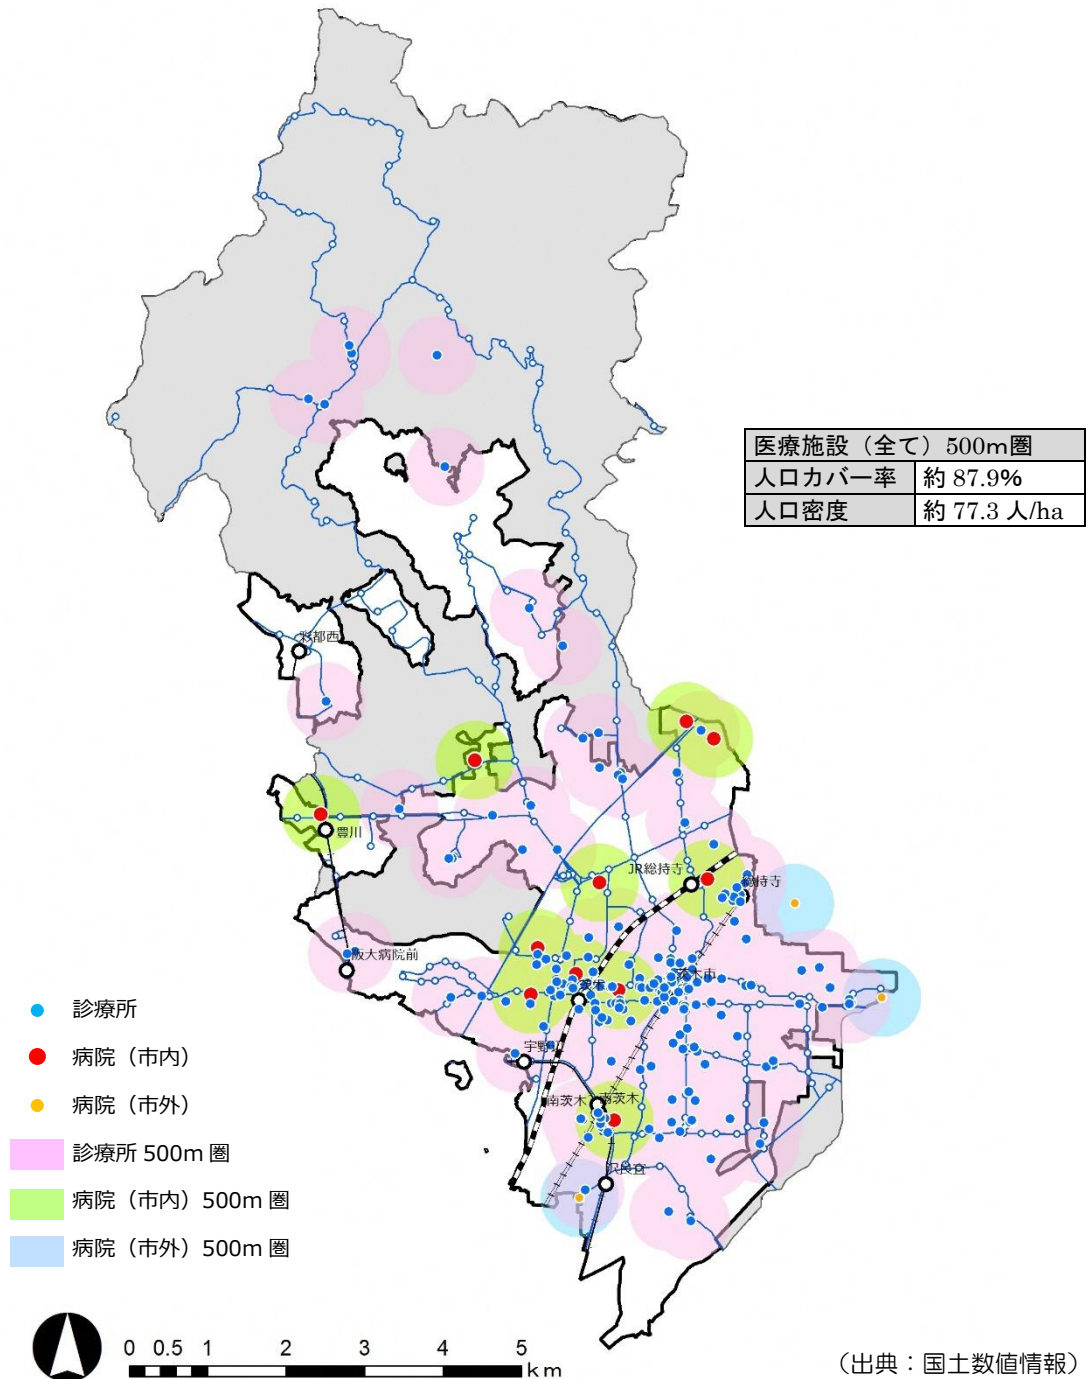 医療施設（全て）500m圏
人口カバー率 約 87.9%
人口密度 約 77.3 人/ha
彩都西
豊川
JR総持寺
総持寺
阪大病院前
茨木市
茨木
宇野辺
南茨木
南茨木
沢良宜
診療所
病院（市内）
病院（市外）
診療所 500m 圏
病院（市内）500m 圏
病院（市外）500m 圏
0 0.5 1 2 3 4 5
km
（出典：国土数値情報）